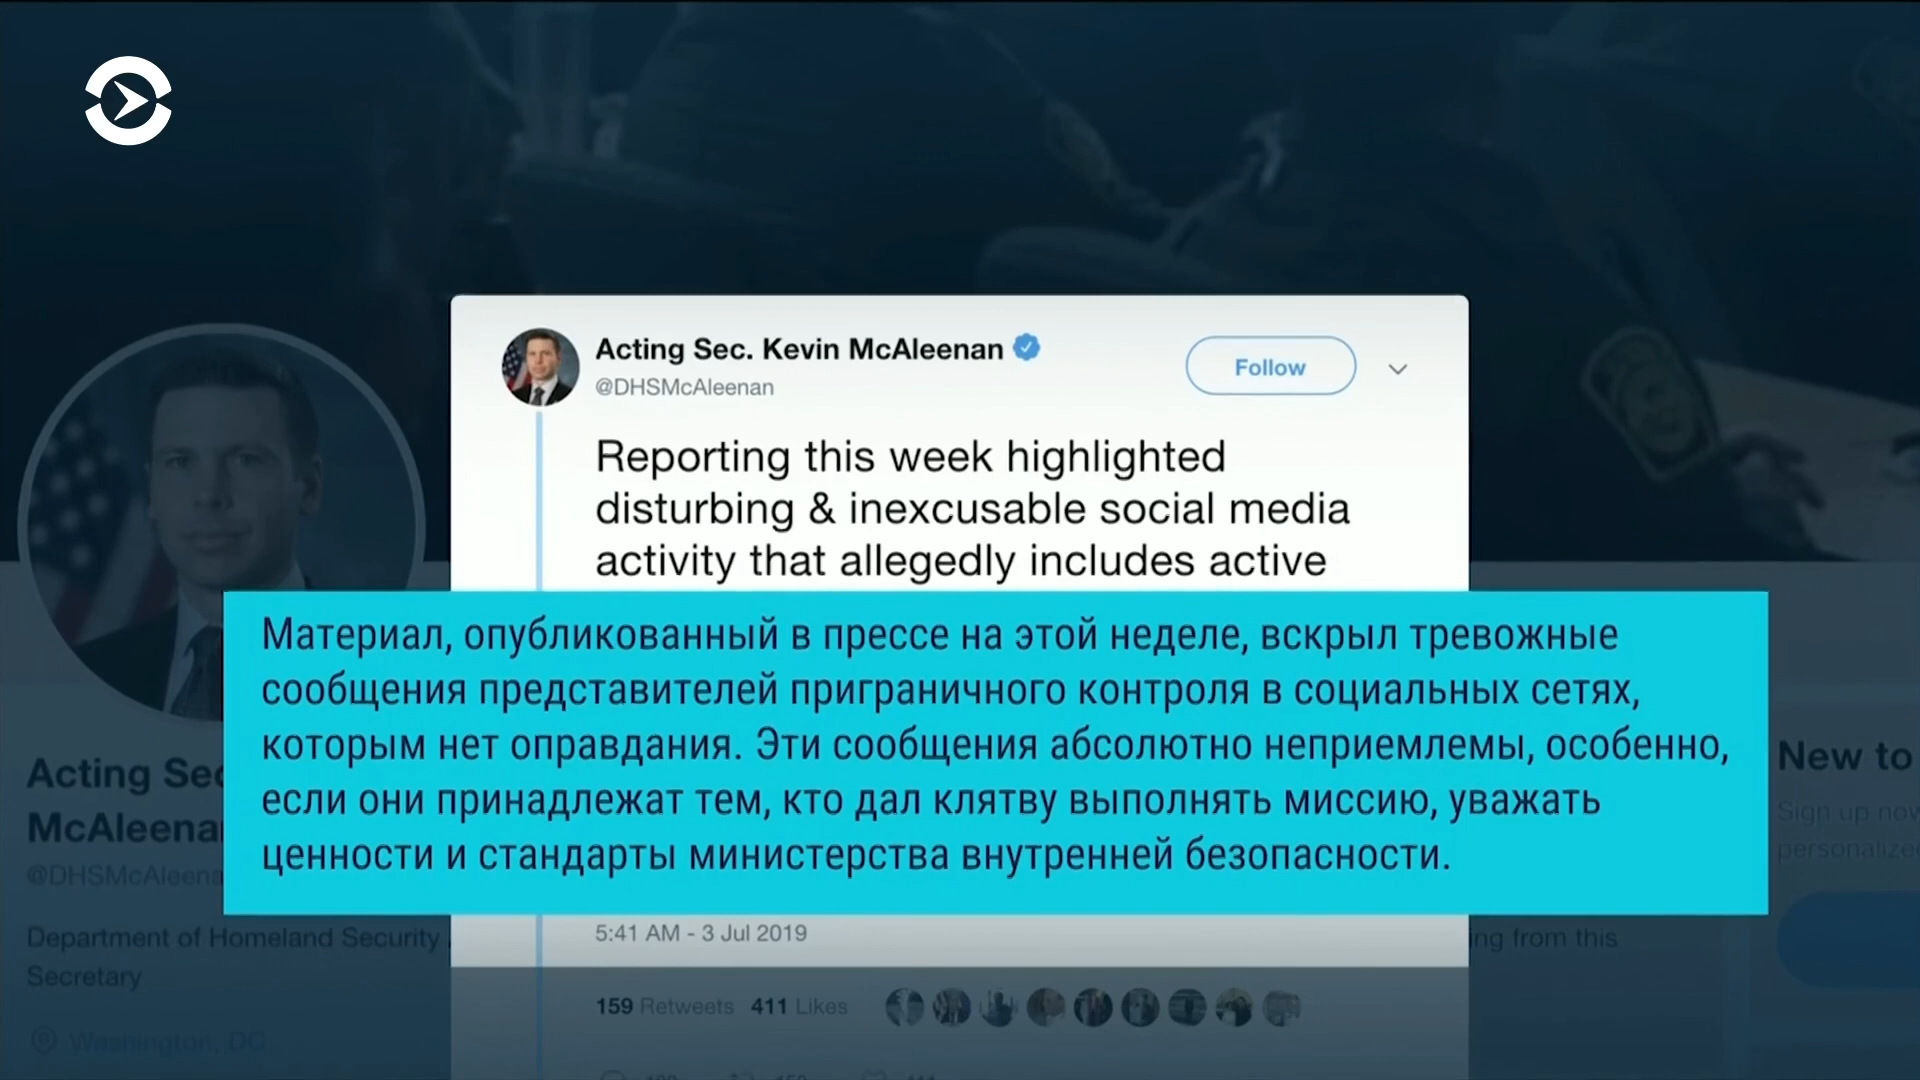 Acting Sec. Kevin McAleenan
@DHSMcAleenan
Follow
Reporting this week highlighted
disturbing & inexcusable social media
activity that allegedly includes active
Материал, опубликованный в прессе на этой неделе, вскрыл тревожные
сообщения представителей приграничного контроля в социальных сетях,
которым нет оправдания. Эти сообщения абсолютно неприемлемы, особенно,
если они принадлежат тем, кто дал клятву выполнять миссию, уважать
ценности и стандарты министерства внутренней безопасности.
5:41 AM - 3 Jul 2019
159 Retweets 411 Likes
Acting Sec
McAleena
@DHSMcAleena
Department of Homeland Security
Secretary
Washington, DC
New to
Sign up now
personalize
ing from this